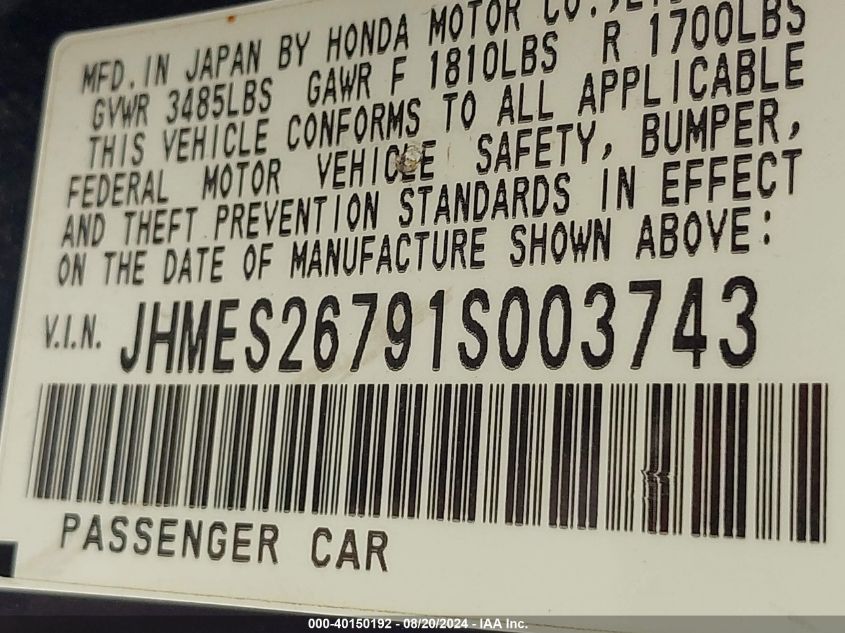 MFD. IN JAPAN BY HONDA MOTOR CO.,
GVWR 3485LBS GAWR F 1810LBS R 1700LBS
THIS VEHICLE CONFORMS TO ALL APPLICABLE
FEDERAL MOTOR VEHICLE SAFETY, BUMPER,
AND THEFT PREVENTION STANDARDS IN EFFECT
ON THE DATE OF MANUFACTURE SHOWN ABOVE:
V.I.N. JHMES26791S003743
PASSENGER CAR
000-40150192 - 08/20/2024 - IAA Inc.